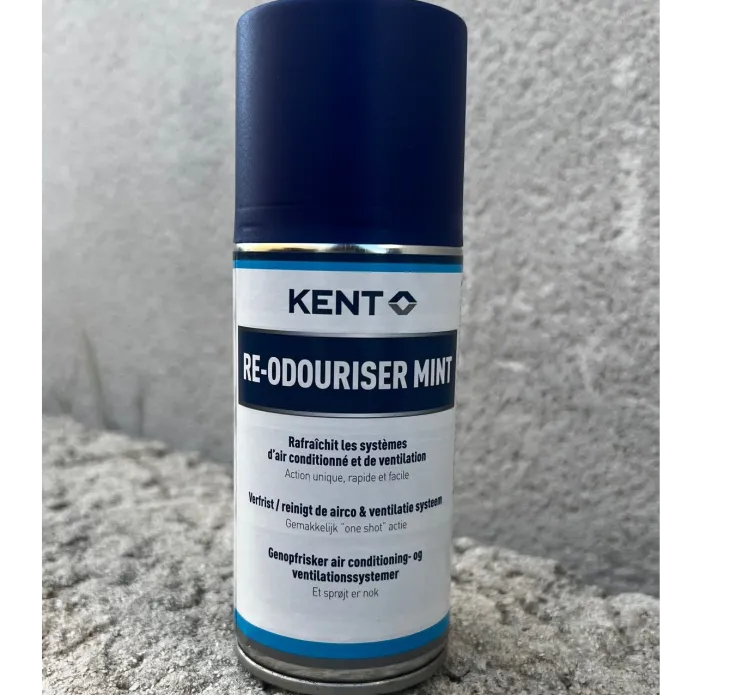 KENT
RE-ODOURISER MINT
Rafraîchit les systèmes
d'air conditionné et de ventilation
Action unique, rapide et facile
Verfrist / reinigt de airco & ventilatie systeem
Gemakkelijk "one shot" actie
Genopfrisker air conditioning- og
ventilationssystemer
Et sprøjt er nok